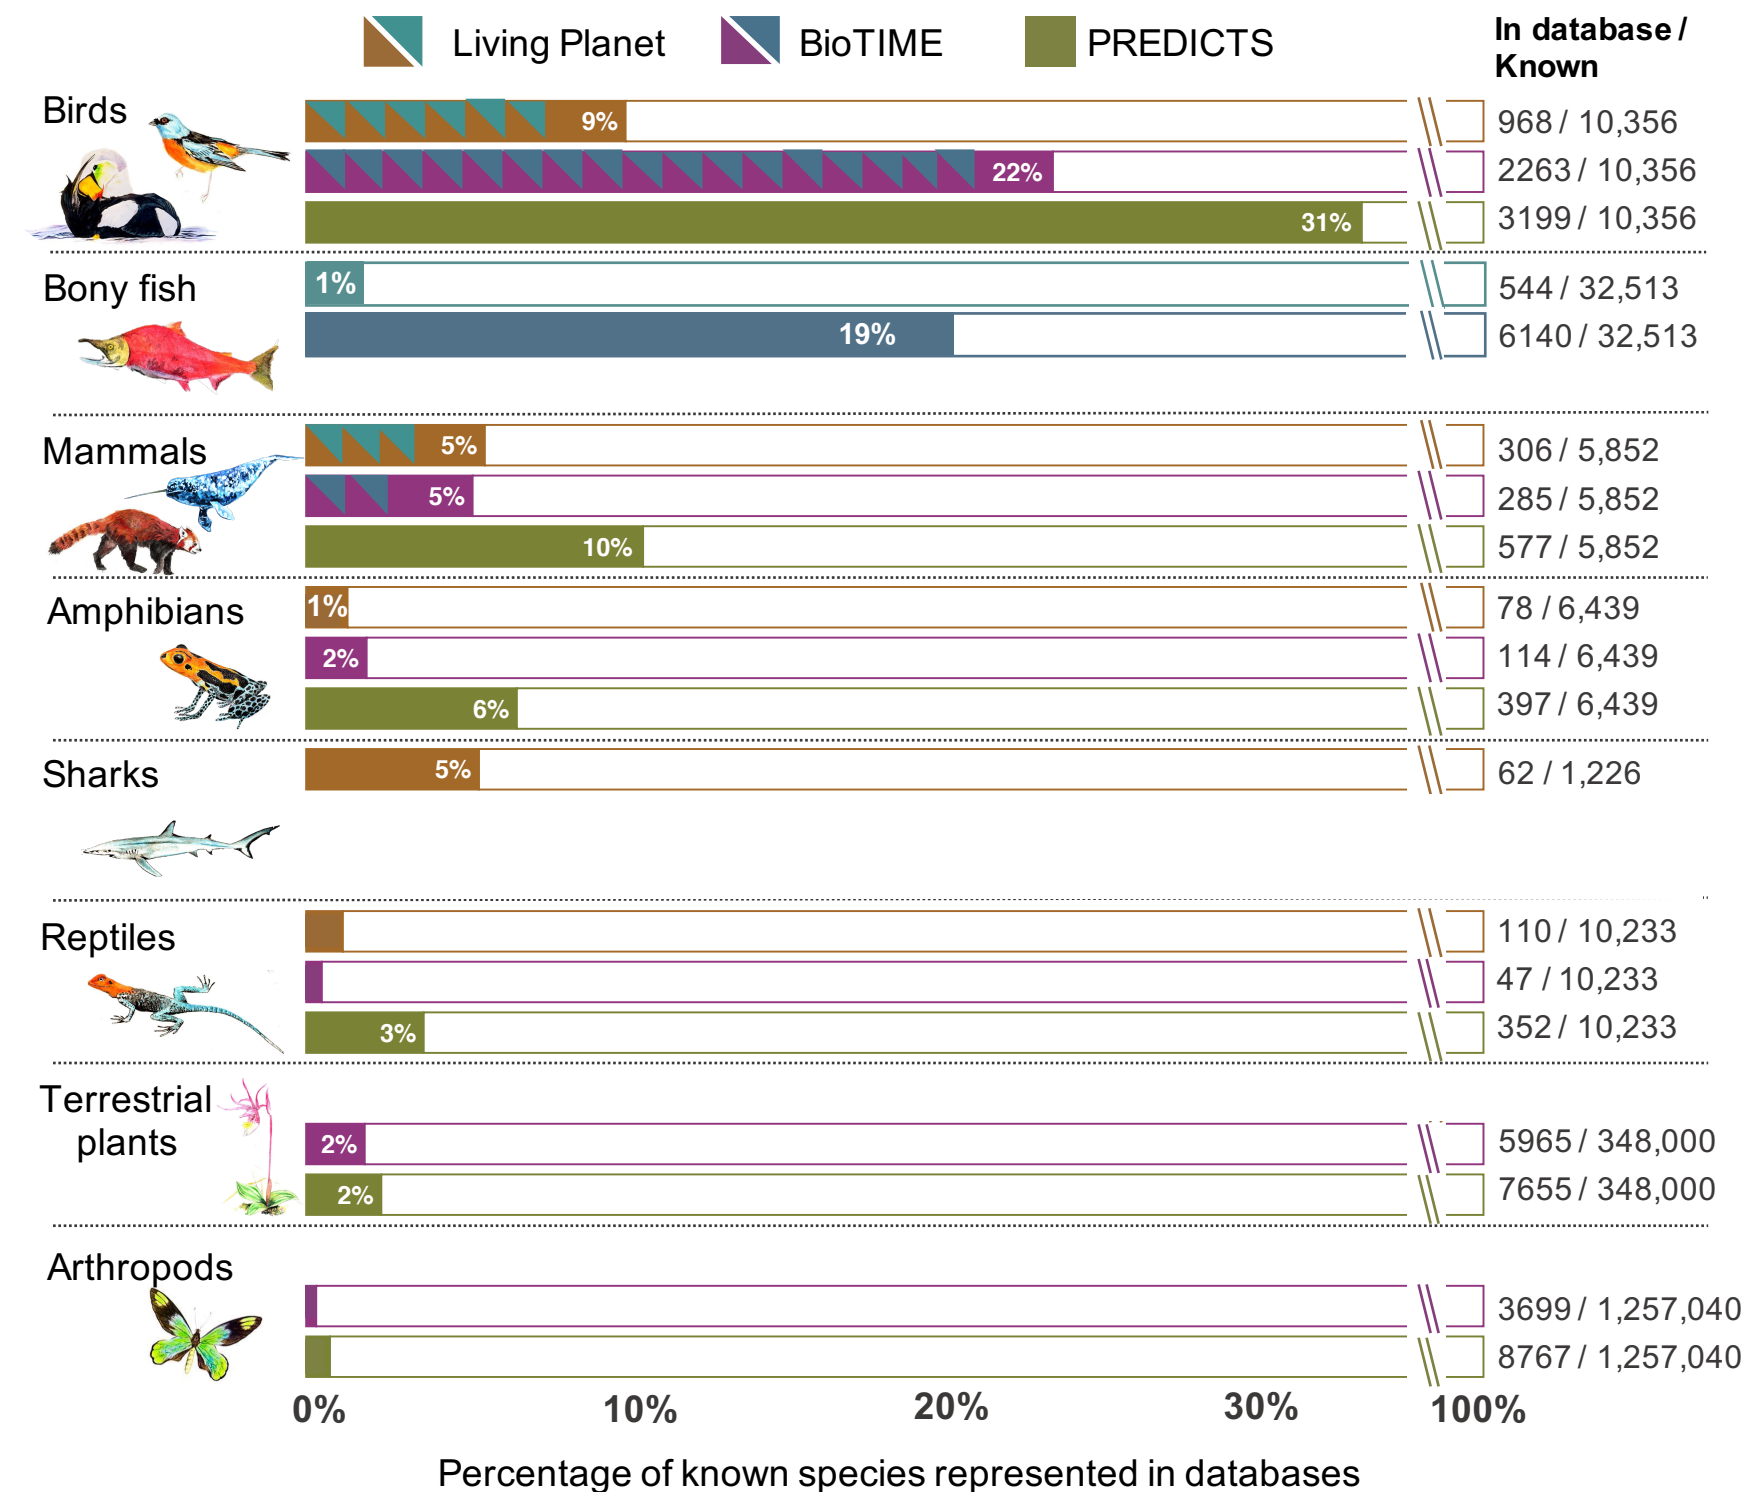 Living Planet
BioTIME
PREDICTS
In database /
Known
Birds
9%
968 / 10,356
22%
2263 / 10,356
31%
3199 / 10,356
Bony fish
1%
544 / 32,513
19%
6140 / 32,513
Mammals
5%
306 / 5,852
5%
285 / 5,852
10%
577 / 5,852
Amphibians
1%
78 / 6,439
2%
114 / 6,439
6%
397 / 6,439
Sharks
5%
62 / 1,226
Reptiles
110 / 10,233
47 / 10,233
3%
352 / 10,233
Terrestrial
plants
2%
5965 / 348,000
2%
7655 / 348,000
Arthropods
3699 / 1,257,040
8767 / 1,257,040
0% 10% 20% 30% 100%
Percentage of known species represented in databases